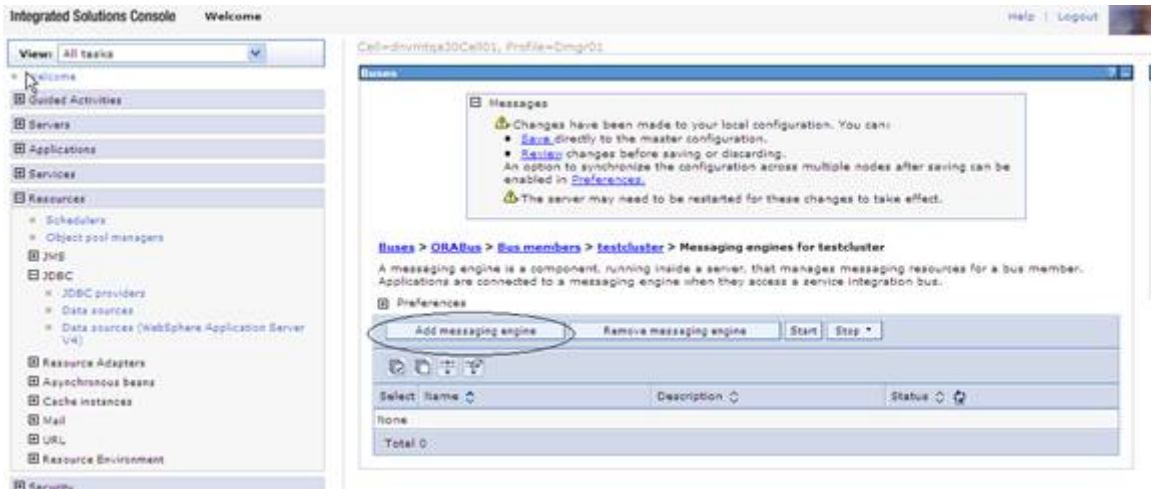 Integrated Solutions Console Welcome Help | Logout
View: All tasks
Welcome
Guided Activities
Servers
Applications
Services
Resources
Schedulers
Object pool managers
JMS
JDBC
JDBC providers
Data sources
Data sources (WebSphere Application Server V4)
Resource Adapters
Asynchronous beans
Cache instances
Mail
URL
Resource Environment
Security
Profile=Dmgr01
Buses
Messages
Changes have been made to your local configuration. You can:
Save directly to the master configuration.
Review changes before saving or discarding.
An option to synchronize the configuration across multiple nodes after saving can be
enabled in Preferences.
The server may need to be restarted for these changes to take effect.
Buses > ORABus > Bus members > testcluster > Messaging engines for testcluster
A messaging engine is a component, running inside a server, that manages messaging resources for a bus member.
Applications are connected to a messaging engine when they access a service integration bus.
Preferences
Add messaging engine Remove messaging engine Start Stop
Select Name Description Status
None
Total 0